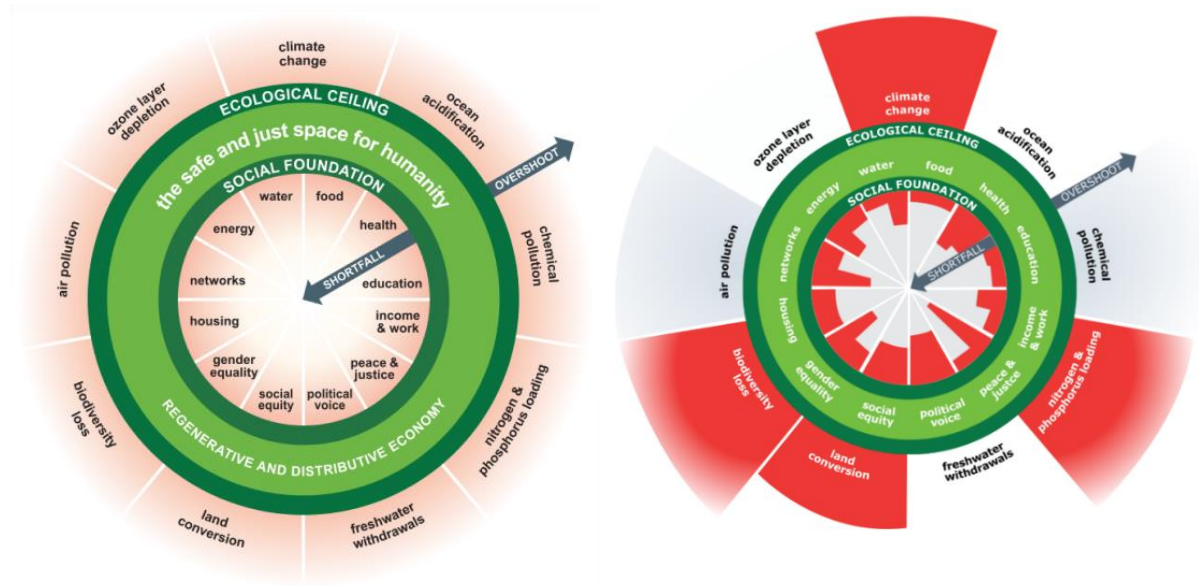 climate
change
ozone layer
depletion
ocean
acidification
ECOLOGICAL CEILING
the safe and just space for humanity
SOCIAL FOUNDATION
OVERSHOOT
water
food
energy
health
SHORTFALL
air pollution
chemical
pollution
networks
education
housing
income
& work
gender
equality
peace &
justice
social
equity
political
voice
REGENERATIVE AND DISTRIBUTIVE ECONOMY
biodiversity
loss
nitrogen &
phosphorus loading
land
conversion
freshwater
withdrawals
climate
change
ozone layer
depletion
ocean
acidification
ECOLOGICAL CEILING
OVERSHOOT
water
food
energy
health
SOCIAL FOUNDATION
SHORTFALL
air pollution
chemical
pollution
networks
education
housing
income
& work
gender
equality
peace &
justce
social
equity
political
voice
biodiversity
loss
nitrogen &
phosphorus loading
land
conversion
freshwater
withdrawals